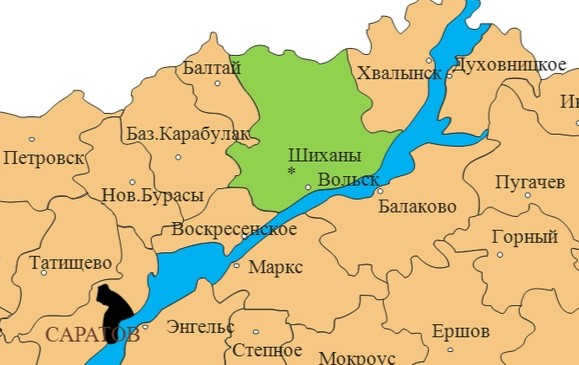 Балтай
Хвалынск
Духовницкое
Баз.Карабулак
Петровск
Шиханы
*
Вольск
Нов.Бурасы
Пугачев
Балаково
Воскресенское
Горный
Татищево
Маркс
САРАТОВ
Энгельс
Ершов
Степное
Мокроус